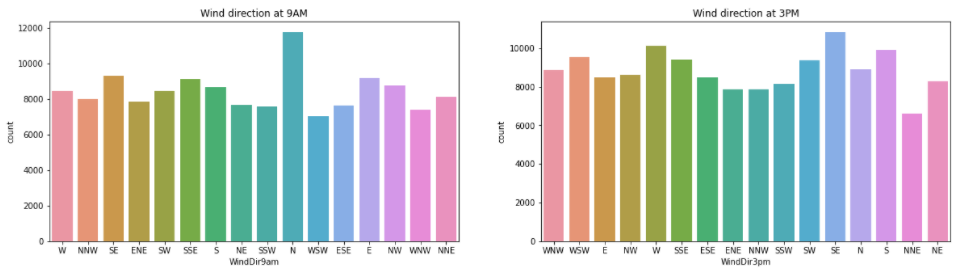 Wind direction at 9AM
12000
10000
8000
6000
4000
2000
0
count
W NNW SE ENE SW SSE S NE SSW N WSW ESE E NW WNW NNE
WindDir9am
Wind direction at 3PM
10000
8000
6000
4000
2000
0
count
WNW WSW E NW W SSE ESE ENE NNW SSW SW SE N S NNE NE
WindDir3pm